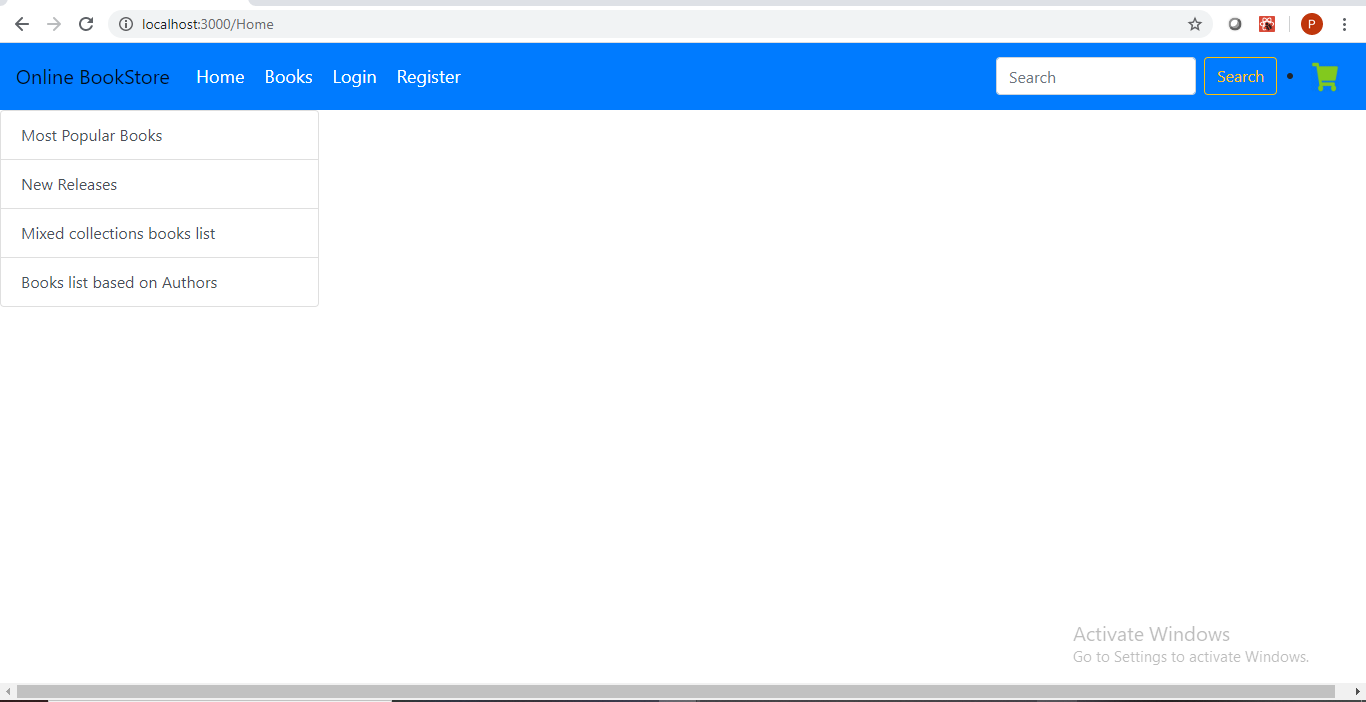 localhost:3000/Home
P
Online BookStore Home Books Login Register Search Search
Most Popular Books
New Releases
Mixed collections books list
Books list based on Authors
Activate Windows
Go to Settings to activate Windows.